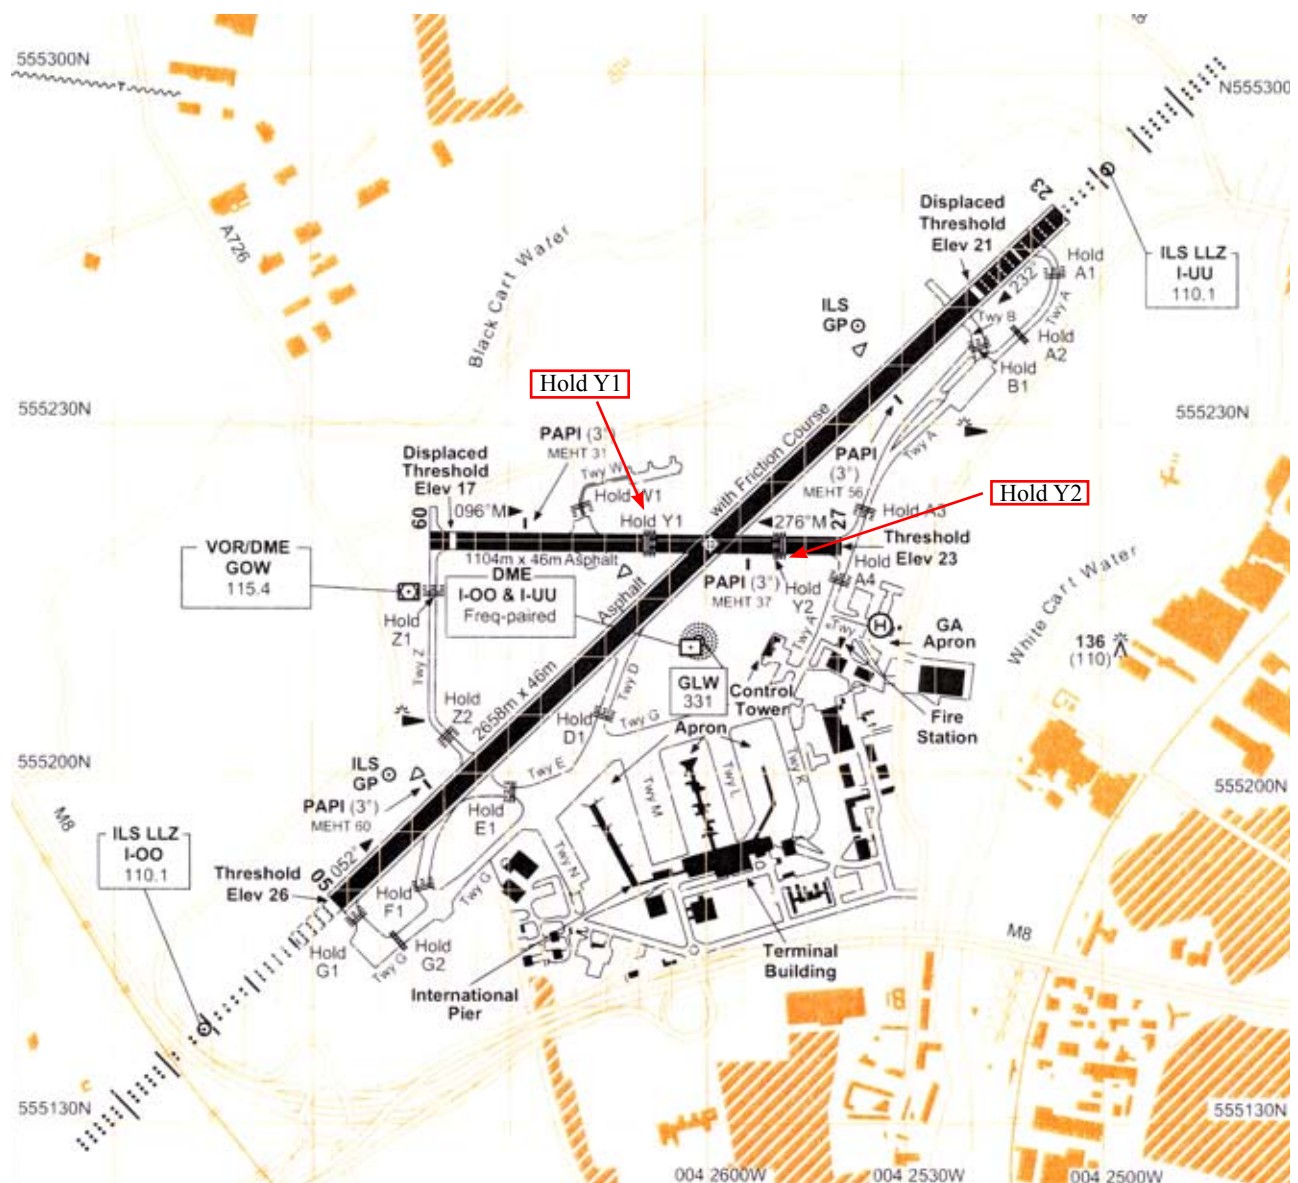 555300N
N555300
A726
Black Cart Water
23
Displaced
Threshold
Elev 21
232°
Hold
A1
ILS LLZ
I-UU
110.1
ILS
GP
Twy B
Twy A
Hold
A2
Hold
B1
Hold Y1
555230N
555230N
PAPI (3°)
MEHT 31
with Friction Course
Twy A
Displaced
Threshold
Elev 17
Twy W
Hold W1
PAPI
(3°)
MEHT 56
Hold Y2
09
096°M
Hold Y1
276°M
27
Hold A3
Threshold
Elev 23
VOR/DME
GOW
115.4
1104m x 46m Asphalt
DME
I-OO & I-UU
Freq-paired
Asphalt
PAPI (3°)
MEHT 37
Hold
Y2
Hold
A4
White Cart Water
Hold
Z1
Twy Z
Twy A
Twy
H
GA
Apron
136
(110)
GLW
331
Control
Tower
Twy D
2658m x 46m
Hold
Z2
Hold
D1
Twy G
Apron
Fire
Station
555200N
555200N
ILS
GP
Twy E
Twy M
Twy L
Twy K
PAPI (3°)
MEHT 60
Hold
E1
M8
ILS LLZ
I-OO
110.1
052°
05
Threshold
Elev 26
Hold
F1
Twy G
Twy N
Hold
G1
Twy G
Hold
G2
International
Pier
Terminal
Building
M8
555130N
555130N
004 2600W
004 2530W
004 2500W